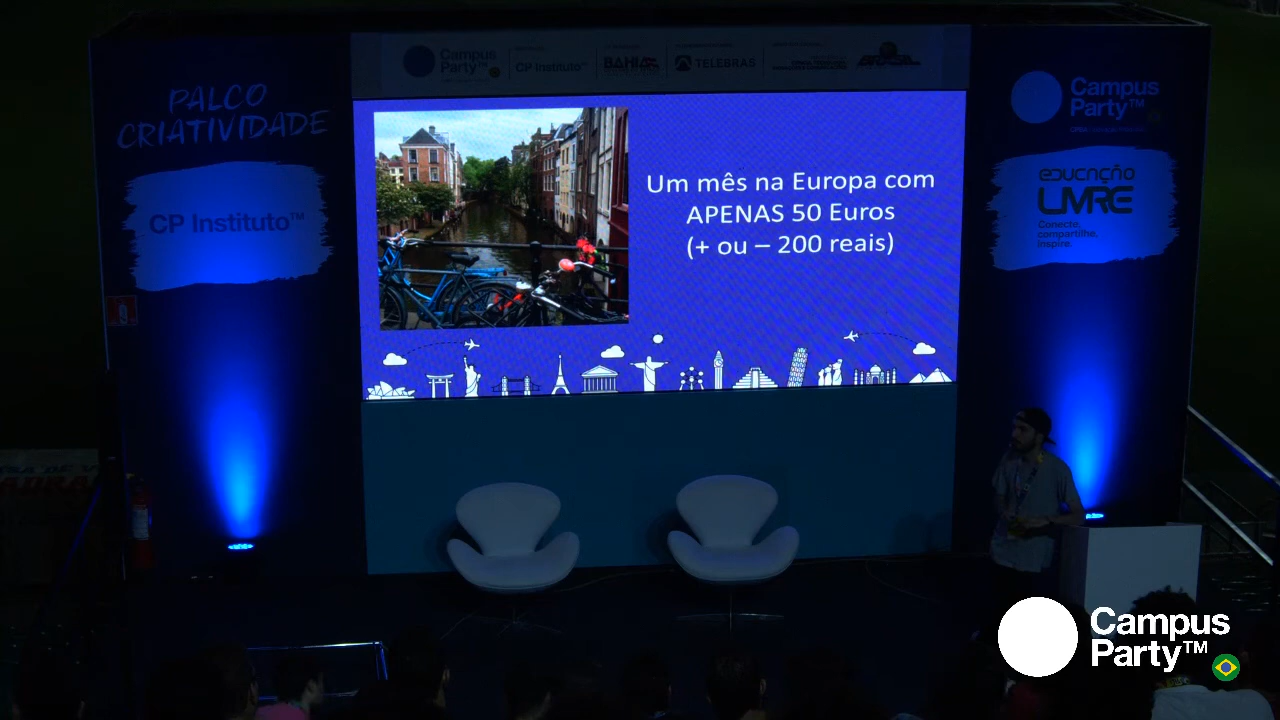 PALCO
CRIATIVIDADE
CP Instituto™
Campus
Party™
CP Instituto™
BAHIA
TELEBRAS
Um mês na Europa com
APENAS 50 Euros
(+ ou – 200 reais)
Campus
Party™
EDUCAÇÃO
LIVRE
Conecte,
compartilhe,
inspire.
Campus
Party™